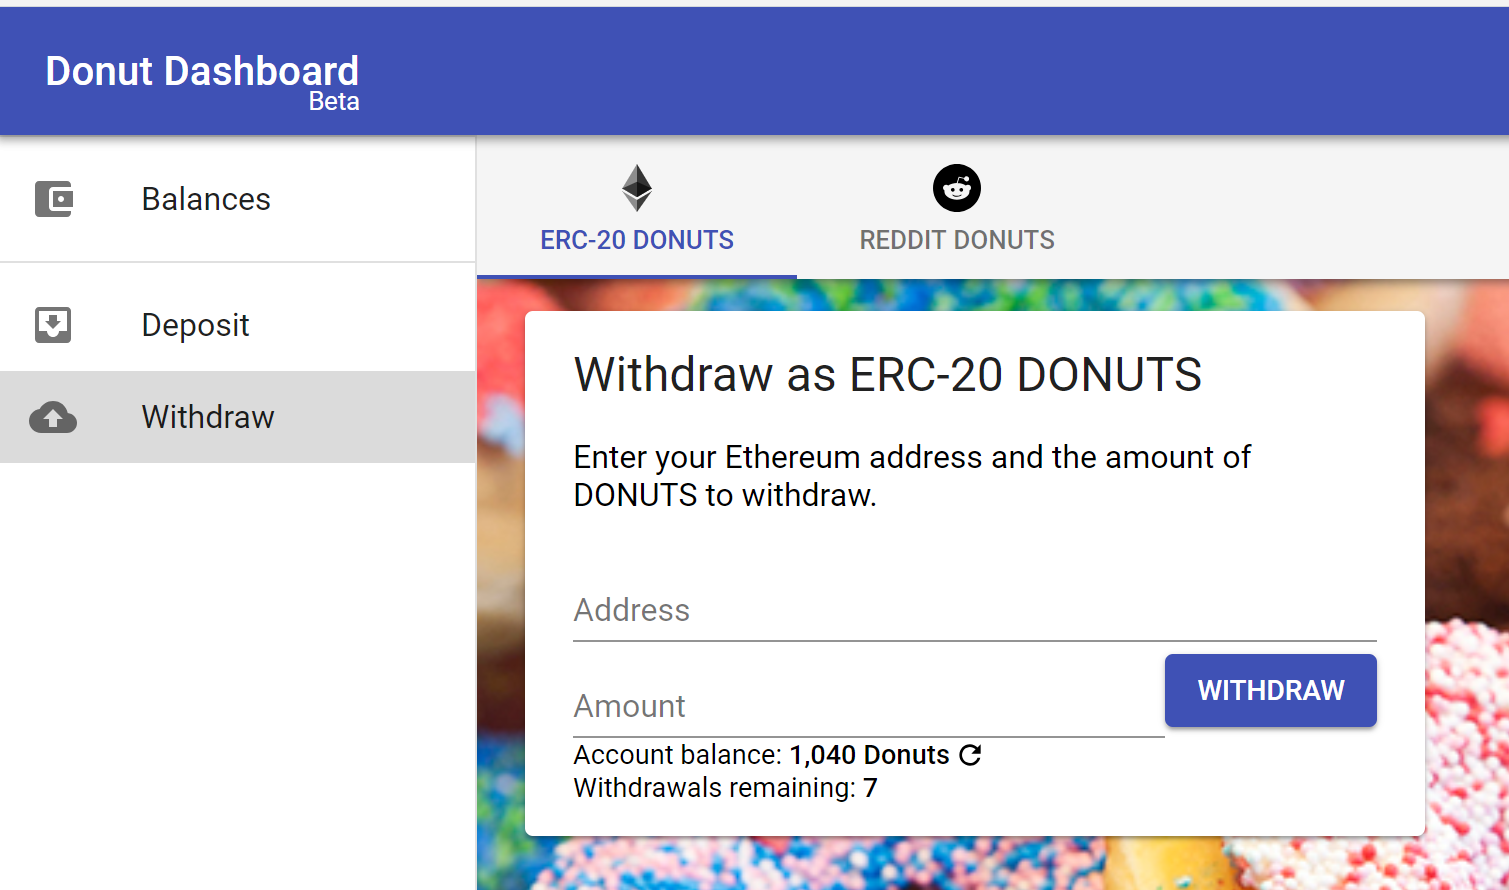 Donut Dashboard
Beta
Balances
Deposit
Withdraw
ERC-20 DONUTS
REDDIT DONUTS
Withdraw as ERC-20 DONUTS
Enter your Ethereum address and the amount of
DONUTS to withdraw.
Address
Amount
WITHDRAW
Account balance: 1,040 Donuts
Withdrawals remaining: 7